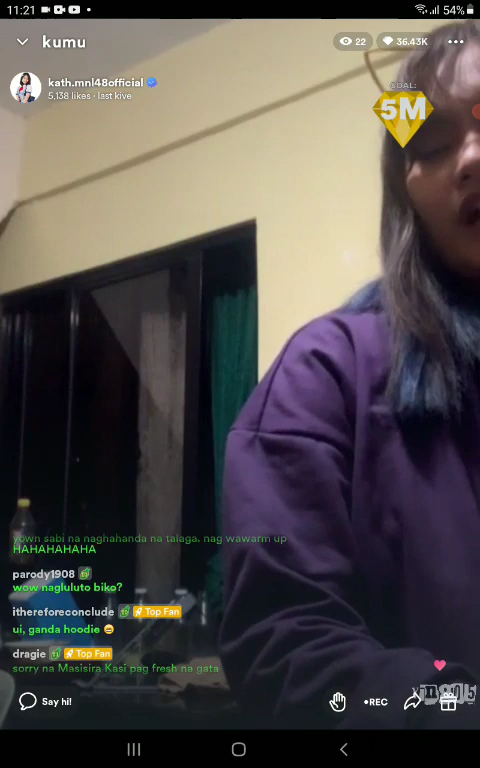 11:21
54%
kumu
22
36.43K
kath.mnl48official
5,138 likes · last kive
GOAL:
5M
yown sabi na naghahanda na talaga. nag wawarm up
HAHAHAHAHA
parody1908
wow nagluluto biko?
ithereforeconclude
Top Fan
ui, ganda hoodie 😄
dragie
Top Fan
sorry na Masisira Kasi pag fresh na gata
Say hi!
•REC